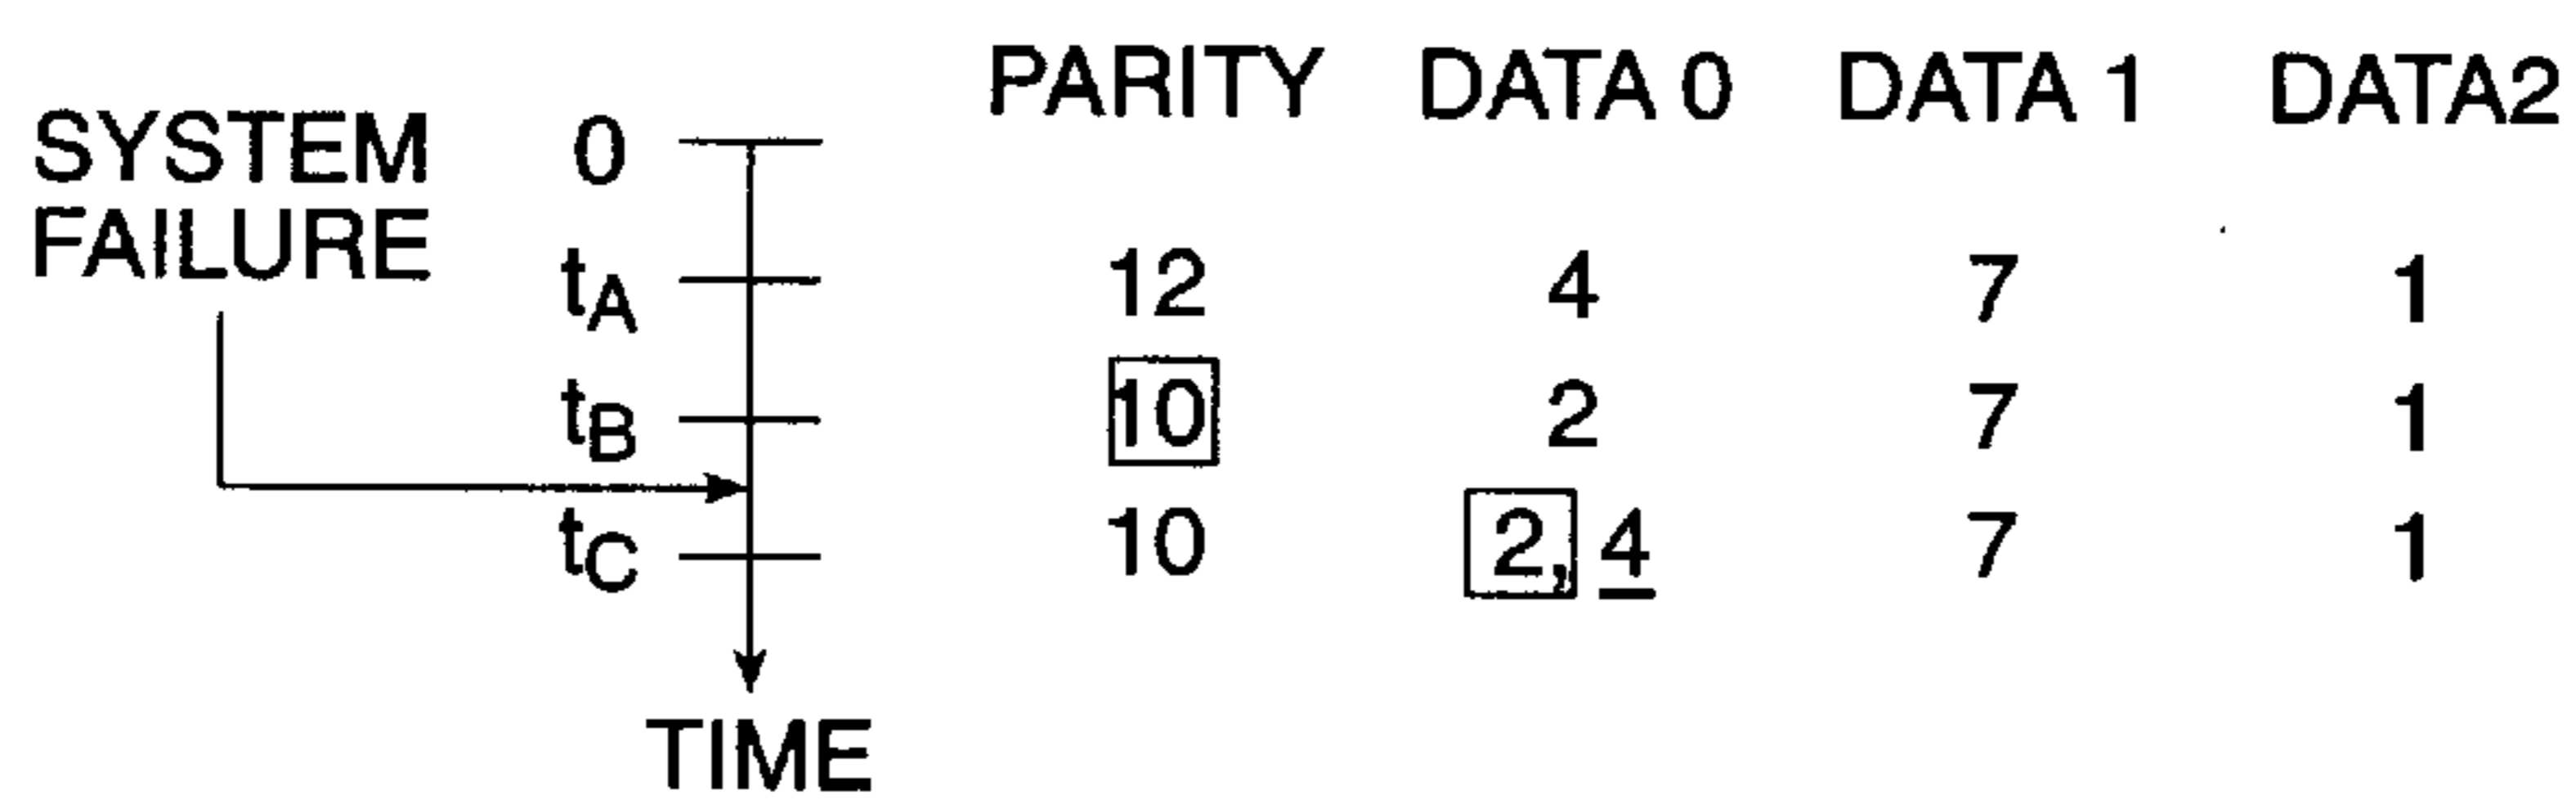 PARITY DATA 0 DATA 1 DATA2
SYSTEM
FAILURE
0
tA 12 4 7 1
tB 10 2 7 1
tC 10 2, 4 7 1
TIME